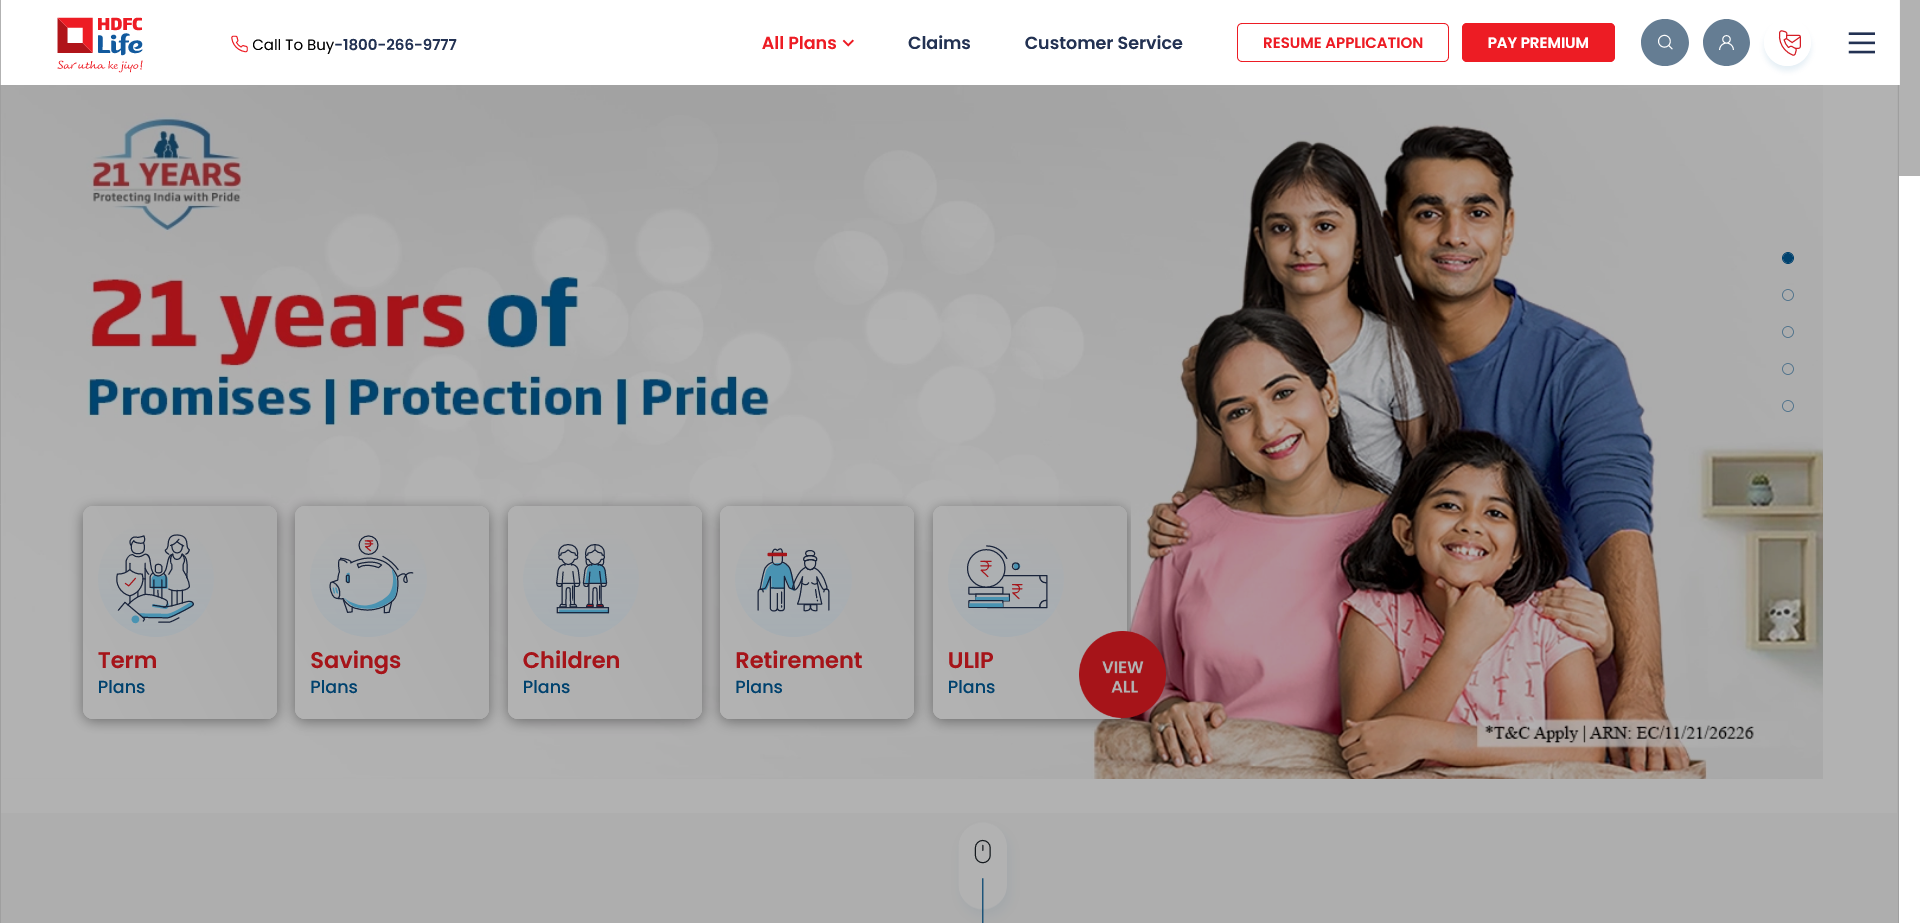 HDFC
Life
Sar utha ke jiyo!
Call To Buy-1800-266-9777
All Plans
Claims
Customer Service
RESUME APPLICATION
PAY PREMIUM
21 YEARS
Protecting India with Pride
21 years of
Promises | Protection | Pride
Term
Plans
Savings
Plans
Children
Plans
Retirement
Plans
ULIP
Plans
VIEW
ALL
*T&C Apply | ARN: EC/11/21/26226